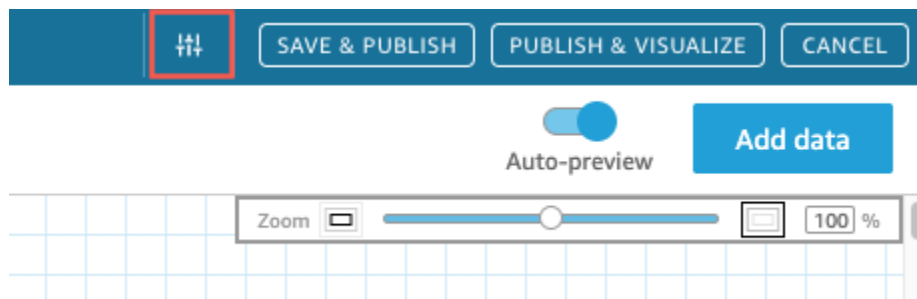 SAVE & PUBLISH PUBLISH & VISUALIZE CANCEL
Auto-preview Add data
Zoom 100 %